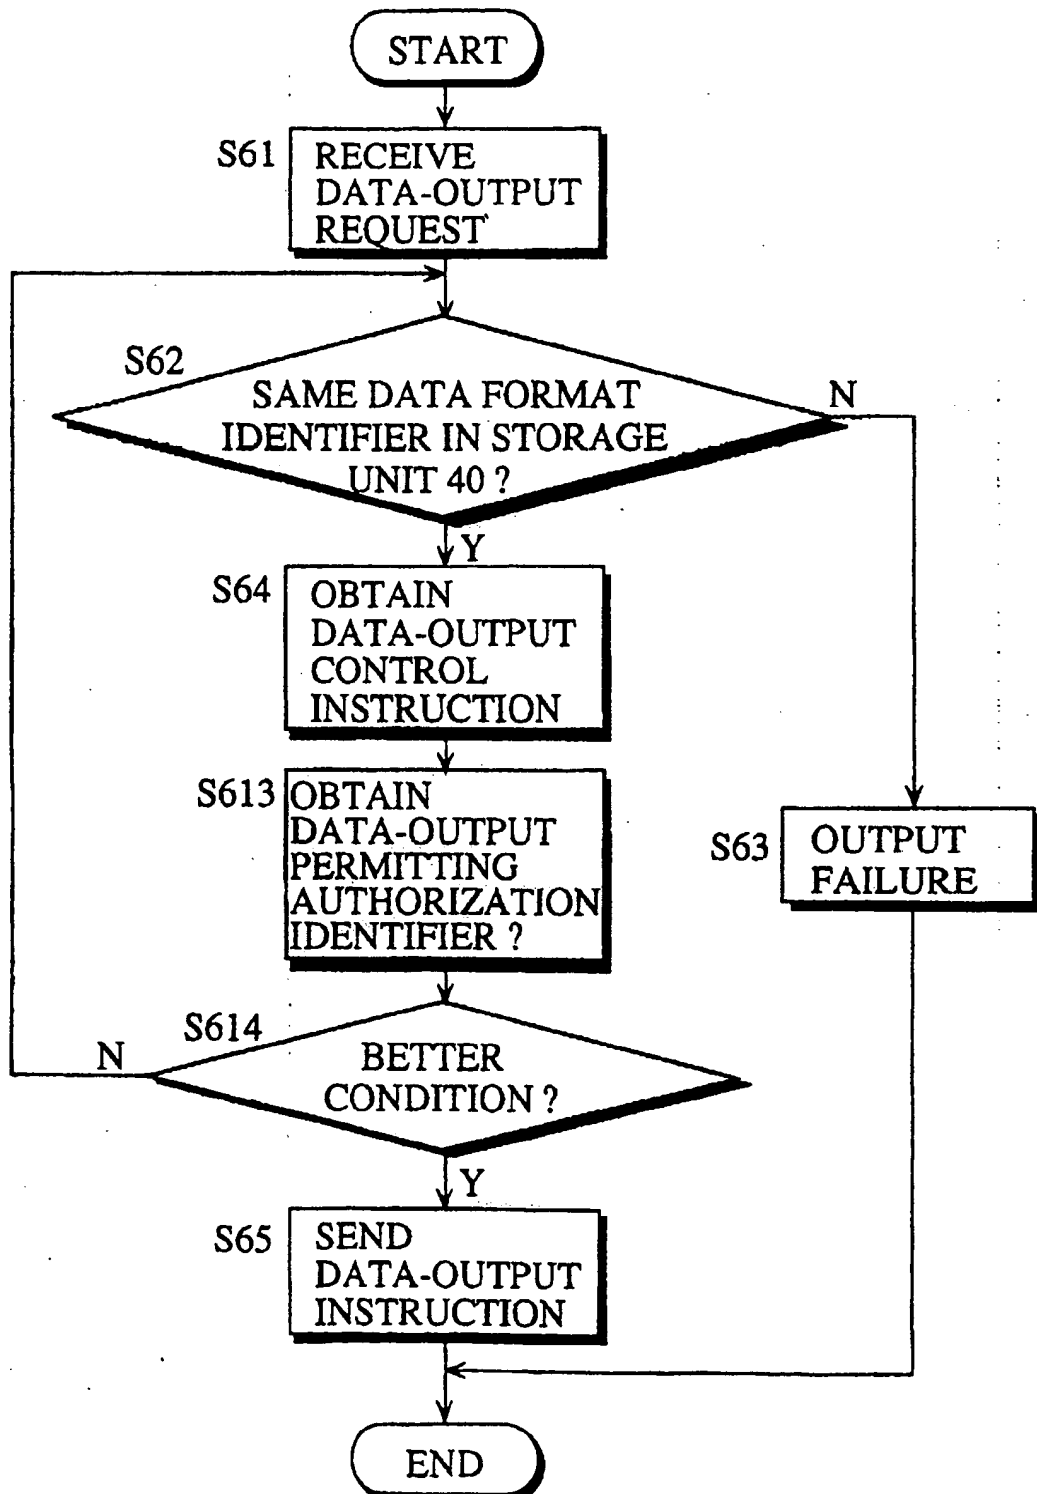 START
S61
RECEIVE
DATA-OUTPUT
REQUEST
S62
SAME DATA FORMAT
IDENTIFIER IN STORAGE
UNIT 40 ?
N
Y
S64
OBTAIN
DATA-OUTPUT
CONTROL
INSTRUCTION
S613
OBTAIN
DATA-OUTPUT
PERMITTING
AUTHORIZATION
IDENTIFIER ?
S63
OUTPUT
FAILURE
S614
BETTER
CONDITION ?
N
Y
S65
SEND
DATA-OUTPUT
INSTRUCTION
END